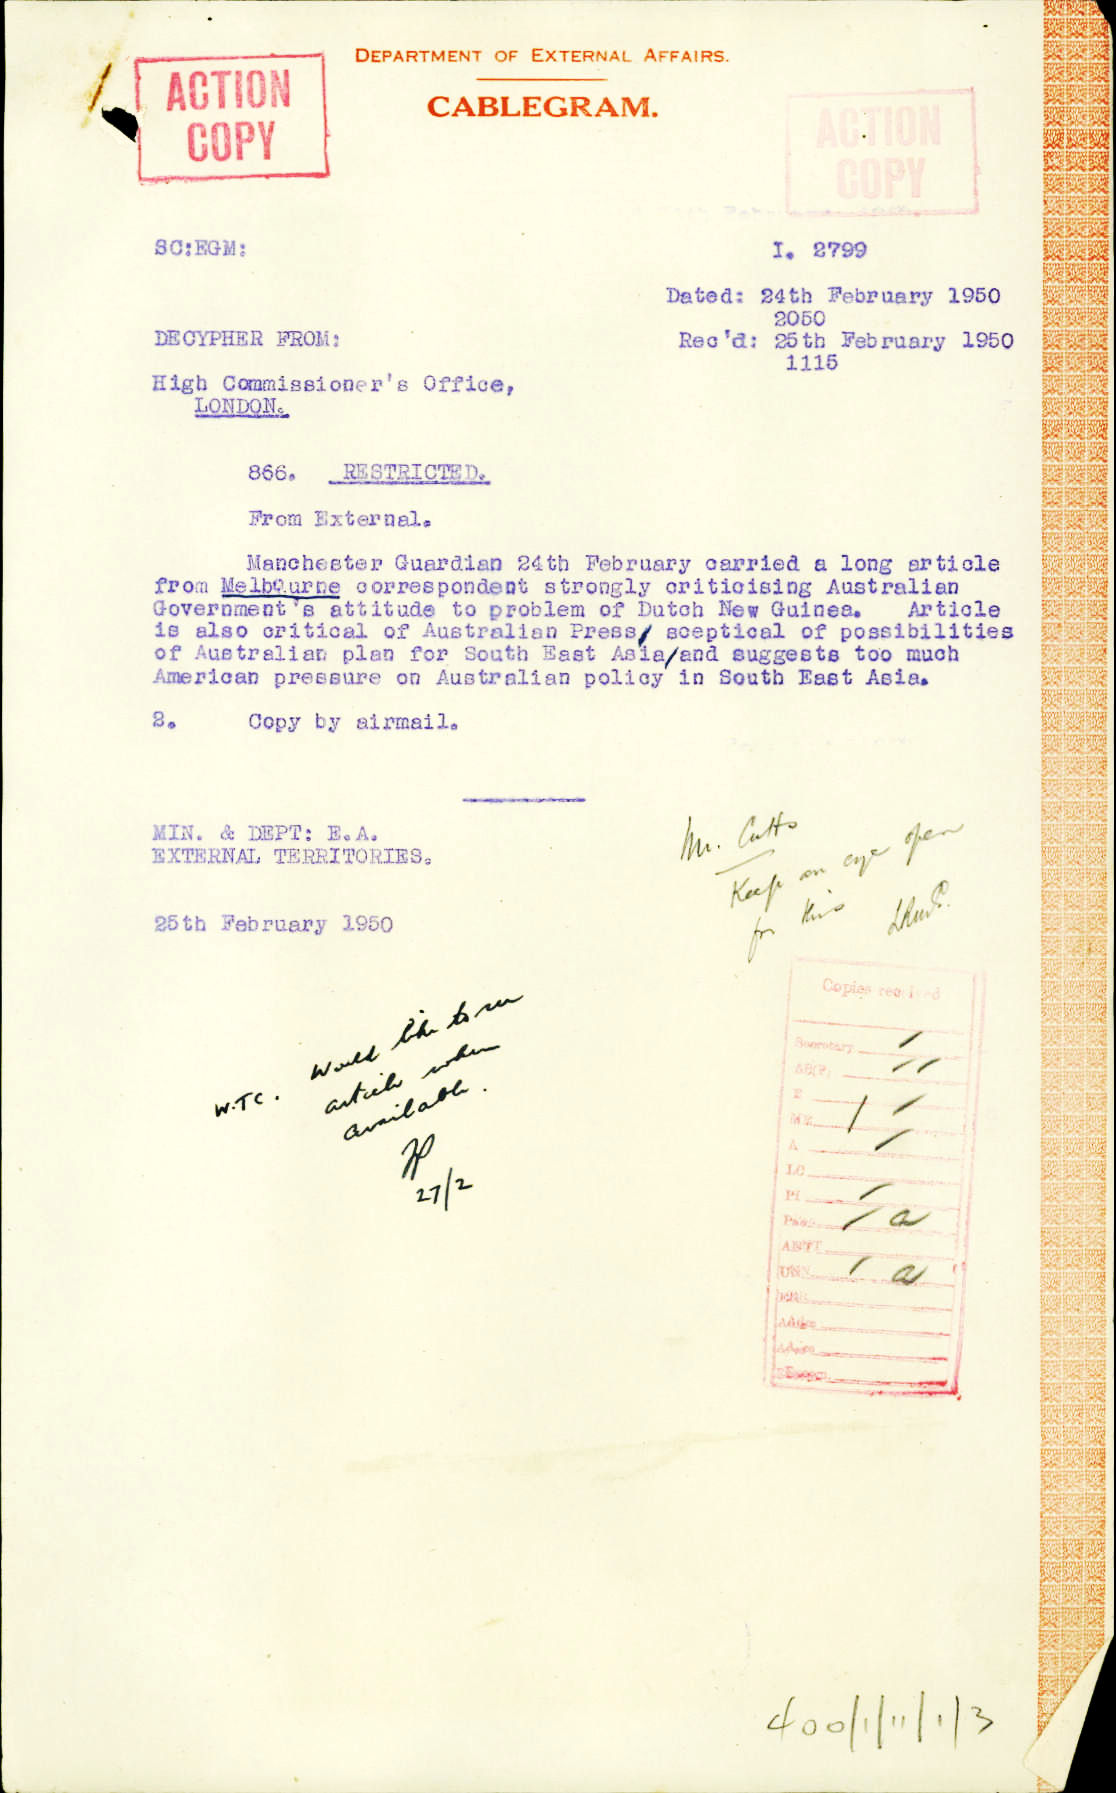 DEPARTMENT OF EXTERNAL AFFAIRS.
CABLEGRAM.
ACTION
COPY
ACTION
COPY
SC:EGM:
I. 2799
Dated: 24th February 1950
2050
Rec'd: 25th February 1950
1115
DECYPHER FROM:
High Commissioner's Office,
LONDON.
866. RESTRICTED.
From External.
Manchester Guardian 24th February carried a long article
from Melbourne correspondent strongly criticising Australian
Government's attitude to problem of Dutch New Guinea. Article
is also critical of Australian Press, sceptical of possibilities
of Australian plan for South East Asia, and suggests too much
American pressure on Australian policy in South East Asia.
2. Copy by airmail.
MIN. & DEPT: E.A.
EXTERNAL TERRITORIES.
25th February 1950
Mr. Cutts
Keep an eye open
for this
W.T.C. Would like to see
article when
available.
27/2
Copies received
Secretary
E
ME
A
LC
PI
a
UN
a
400/1/11/1/3